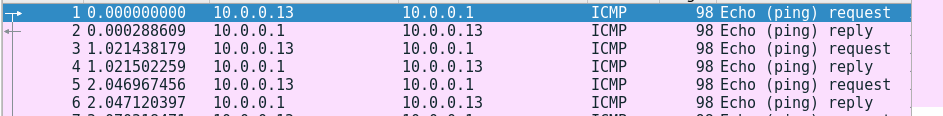 1 0.000000000 10.0.0.13 10.0.0.1 ICMP 98 Echo (ping) request
2 0.000288609 10.0.0.1 10.0.0.13 ICMP 98 Echo (ping) reply
3 1.021438179 10.0.0.13 10.0.0.1 ICMP 98 Echo (ping) request
4 1.021502259 10.0.0.1 10.0.0.13 ICMP 98 Echo (ping) reply
5 2.046967456 10.0.0.13 10.0.0.1 ICMP 98 Echo (ping) request
6 2.047120397 10.0.0.1 10.0.0.13 ICMP 98 Echo (ping) reply